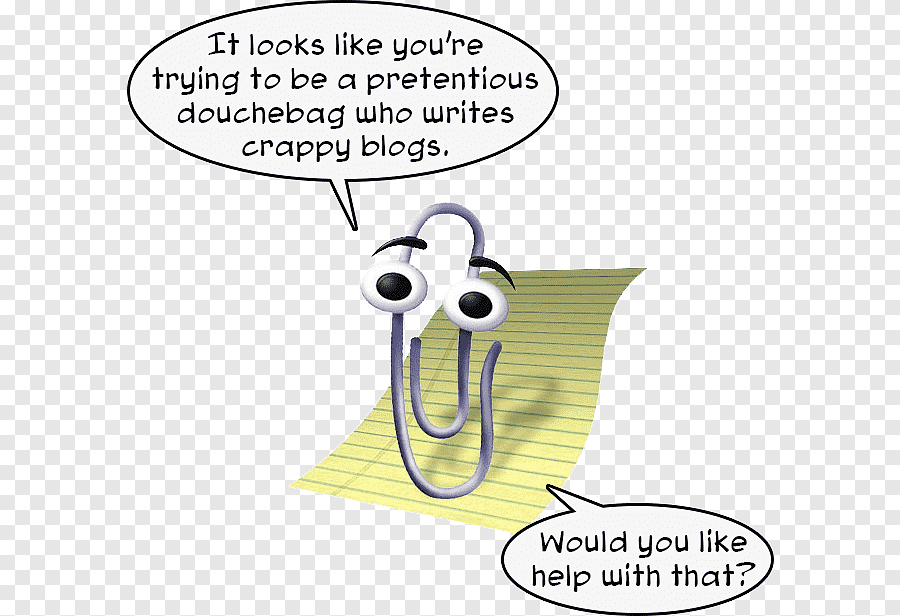 It looks like you're
trying to be a pretentious
douchebag who writes
crappy blogs.
Would you like
help with that?